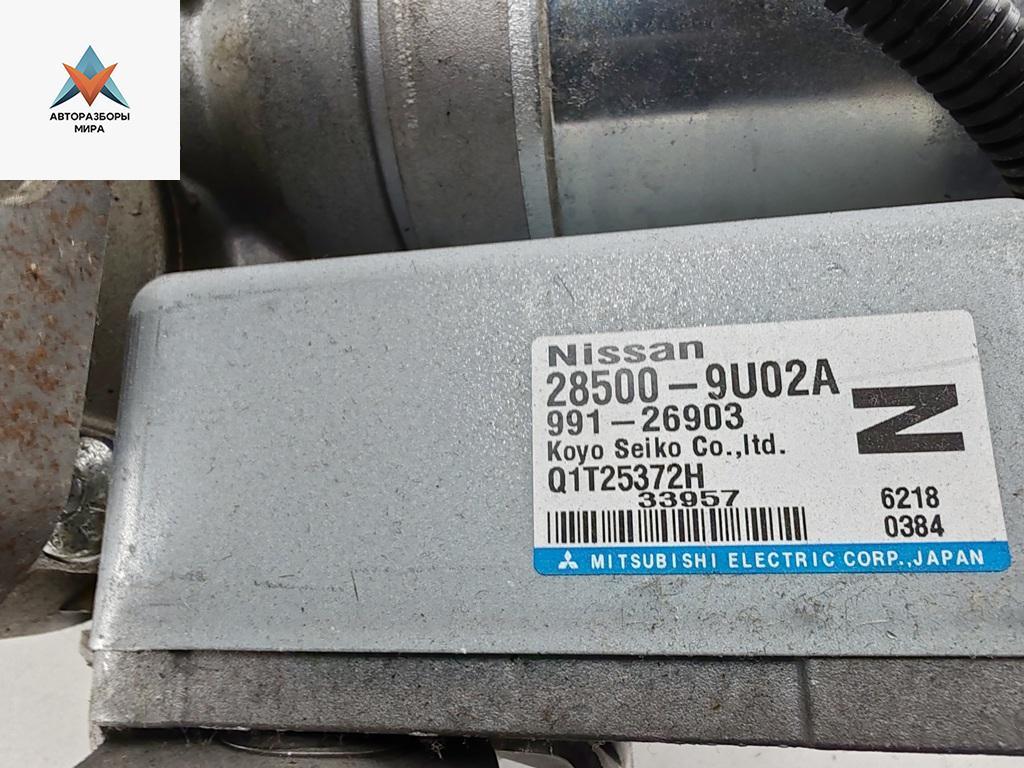 АВТОРАЗБОРЫ
МИРА
Nissan
28500-9U02A
991-26903
N
Koyo Seiko Co.,ltd.
Q1T25372H
33957
6218
0384
MITSUBISHI ELECTRIC CORP.,JAPAN